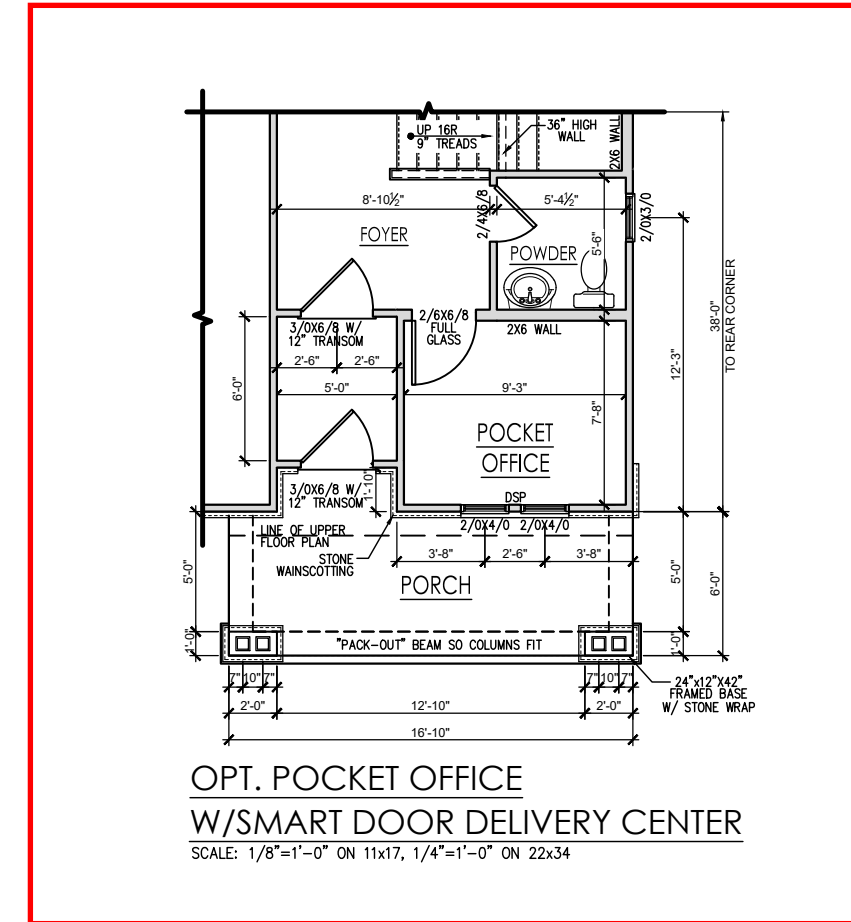 UP 16R
9" TREADS
36" HIGH
WALL
2X6 WALL
8'-10½"
5'-4½"
2/4X6/8
2/0X3/0
FOYER
POWDER
5'-6"
38'-0"
TO REAR CORNER
12'-3"
3/0X6/8 W/
12" TRANSOM
2/6X6/8
FULL
GLASS
2X6 WALL
2'-6"
2'-6"
5'-0"
6'-0"
9'-3"
7'-8"
POCKET
OFFICE
3/0X6/8 W/
12" TRANSOM
1'-10"
DSP
2/0X4/0
2/0X4/0
LINE OF UPPER
FLOOR PLAN
STONE
WAINSCOTTING
3'-8"
2'-6"
3'-8"
5'-0"
5'-0"
6'-0"
PORCH
1'-0"
"PACK-OUT" BEAM SO COLUMNS FIT
1'-0"
7"
10"
7"
7"
10"
7"
24"x12"X42"
FRAMED BASE
W/ STONE WRAP
2'-0"
12'-10"
2'-0"
16'-10"
OPT. POCKET OFFICE
W/SMART DOOR DELIVERY CENTER
SCALE: 1/8"=1'-0" ON 11x17, 1/4"=1'-0" ON 22x34